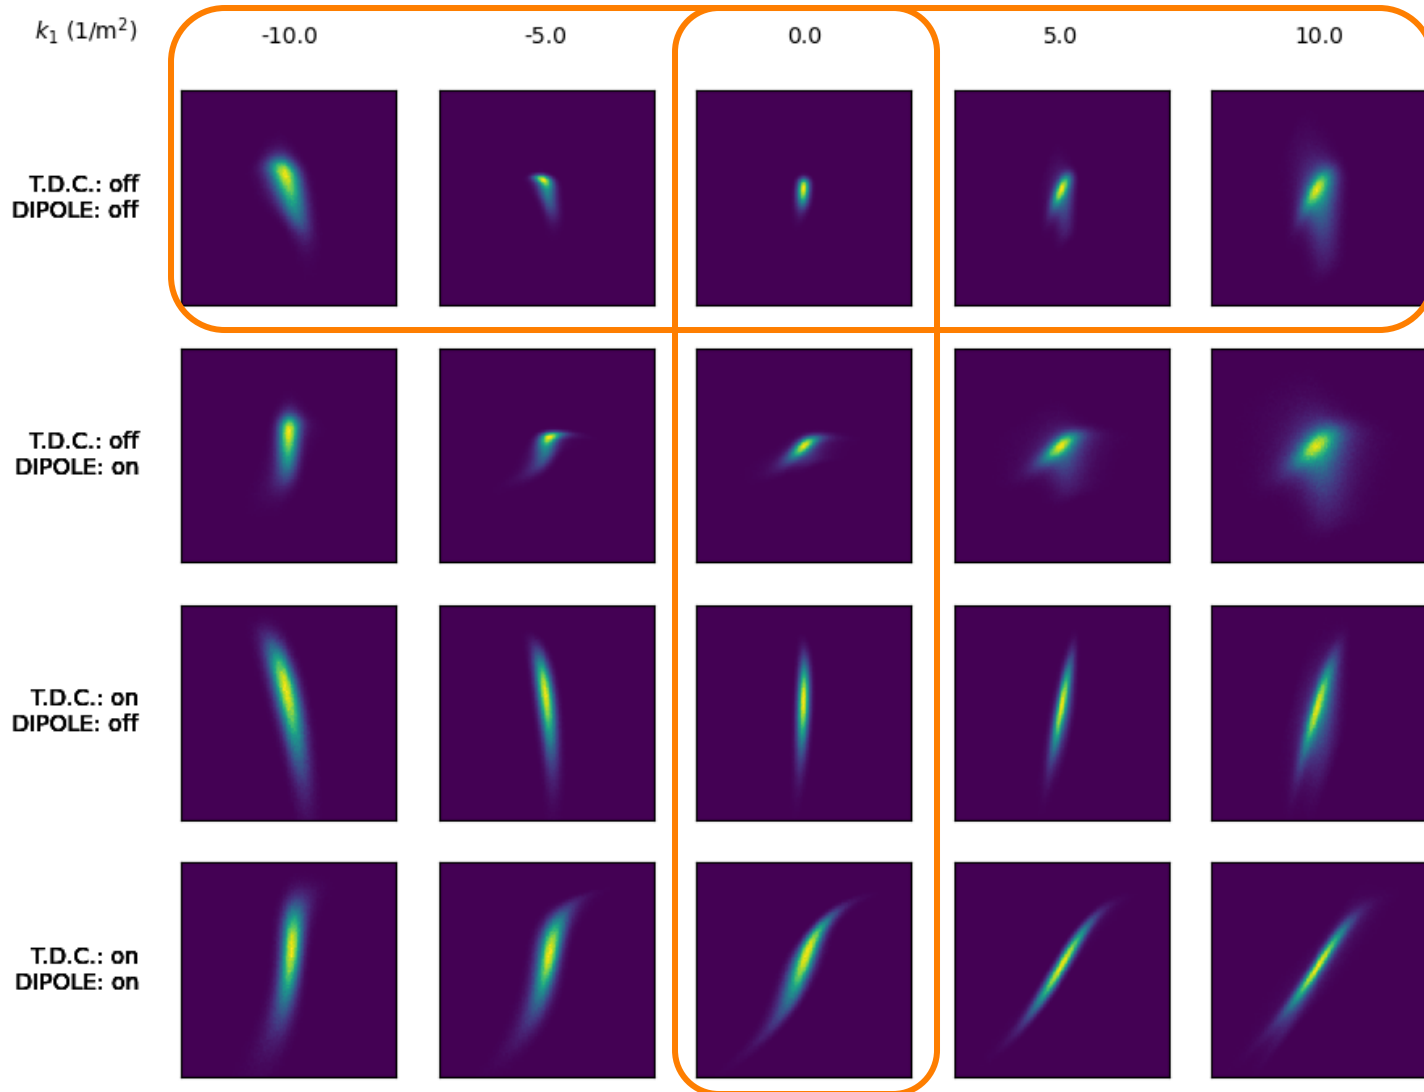 k₁ (1/m²) -10.0 -5.0 0.0 5.0 10.0
T.D.C.: off
DIPOLE: off
T.D.C.: off
DIPOLE: on
T.D.C.: on
DIPOLE: off
T.D.C.: on
DIPOLE: on